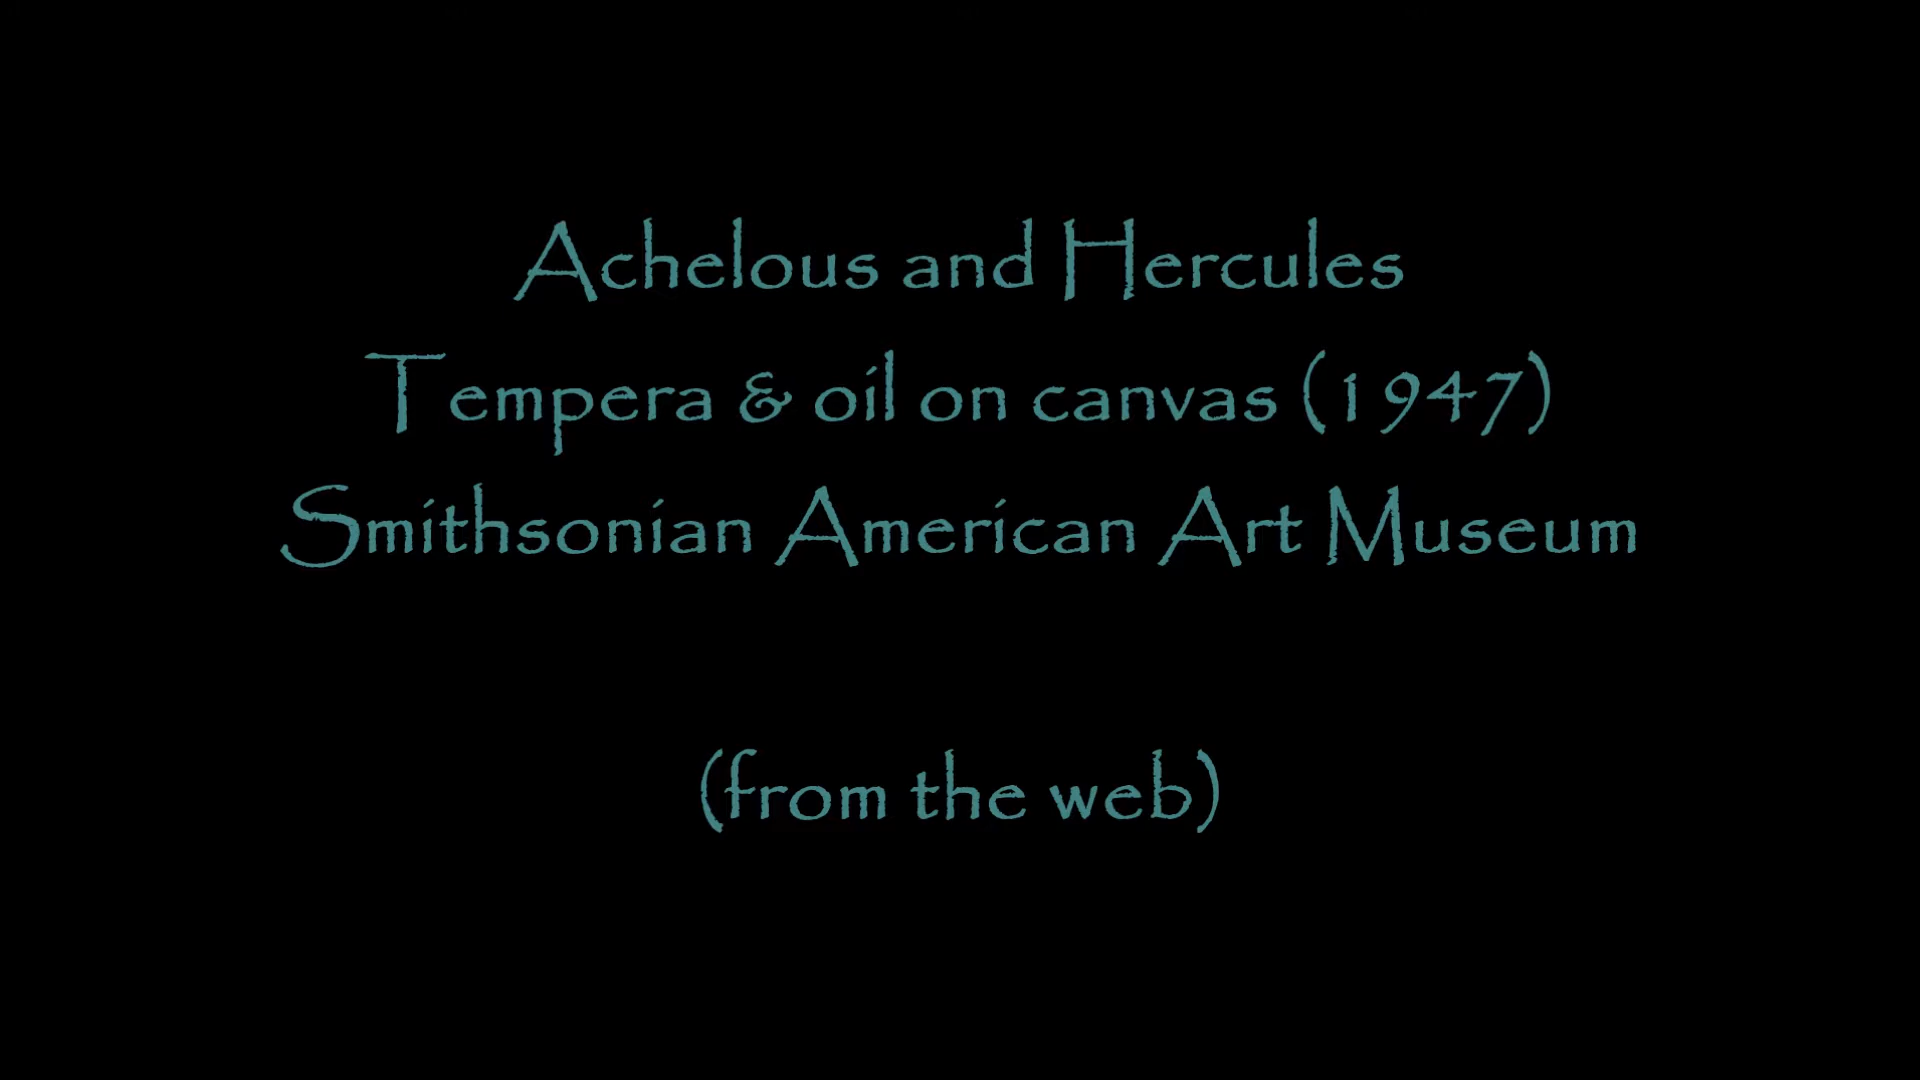 Achelous and Hercules
Tempera & oil on canvas (1947)
Smithsonian American Art Museum
(from the web)